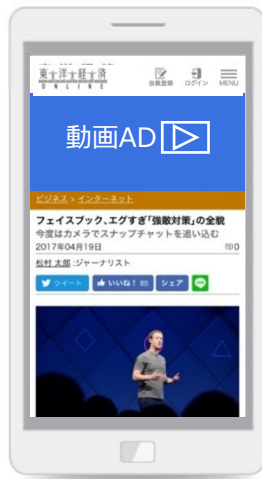 東洋経済
ONLINE
会員登録 ログイン MENU
動画AD
ビジネス > インターネット
フェイスブック、エグすぎ「強敵対策」の全貌
今度はカメラでスナップチャットを追い込む
2017年04月19日 0
松村 太郎 :ジャーナリスト
ツイート いいね! 85 シェア LINE